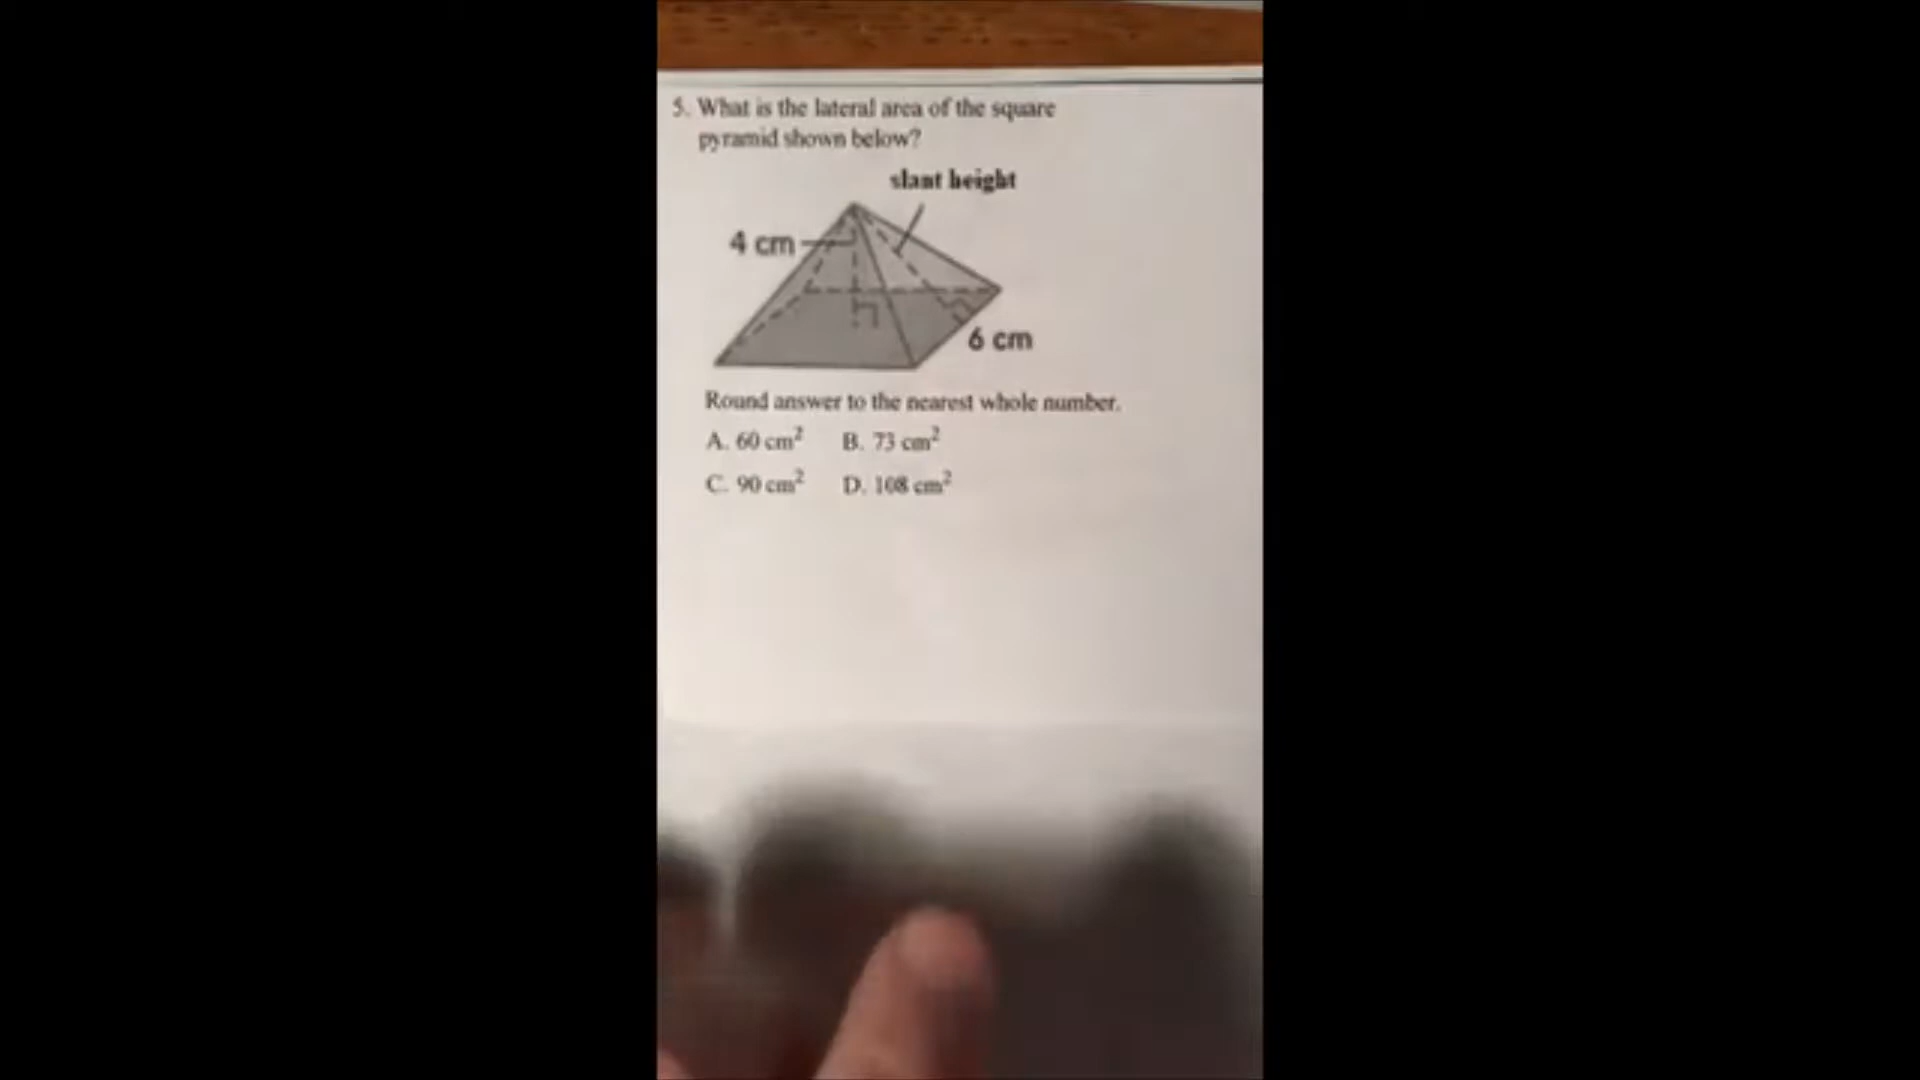 5. What is the lateral area of the square
pyramid shown below?
slant height
4 cm
6 cm
Round answer to the nearest whole number.
A. 60 cm² B. 73 cm²
C. 90 cm² D. 108 cm²